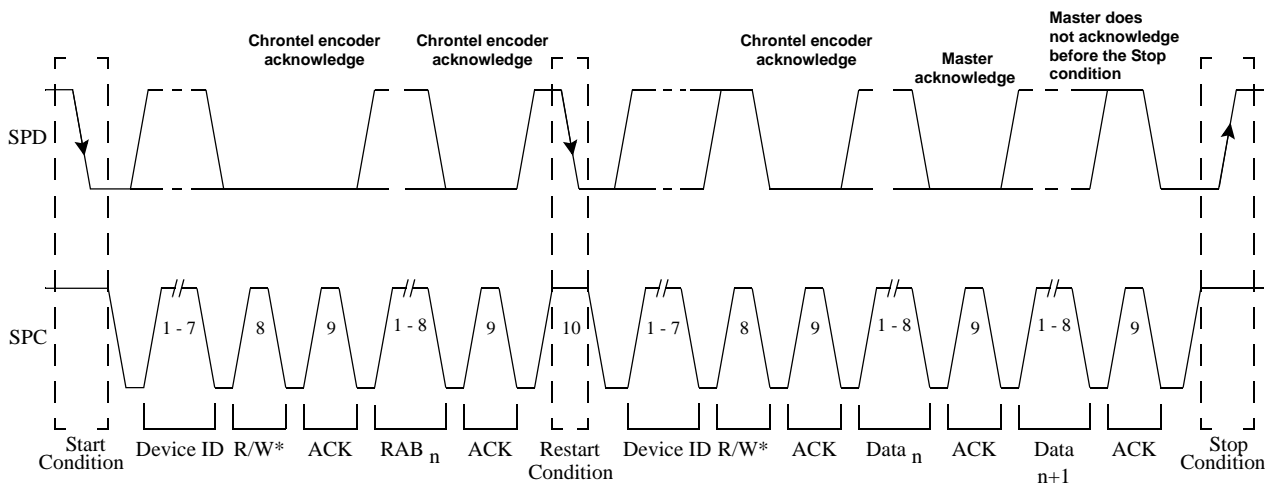 Chrontel encoder
acknowledge
Chrontel encoder
acknowledge
Chrontel encoder
acknowledge
Master
acknowledge
Master does
not acknowledge
before the Stop
condition
SPD
SPC
1 - 7
8
9
1 - 8
9
10
1 - 7
8
9
1 - 8
9
1 - 8
9
Start
Condition
Device ID
R/W*
ACK
RAB n
ACK
Restart
Condition
Device ID
R/W*
ACK
Data n
ACK
Data
n+1
ACK
Stop
Condition